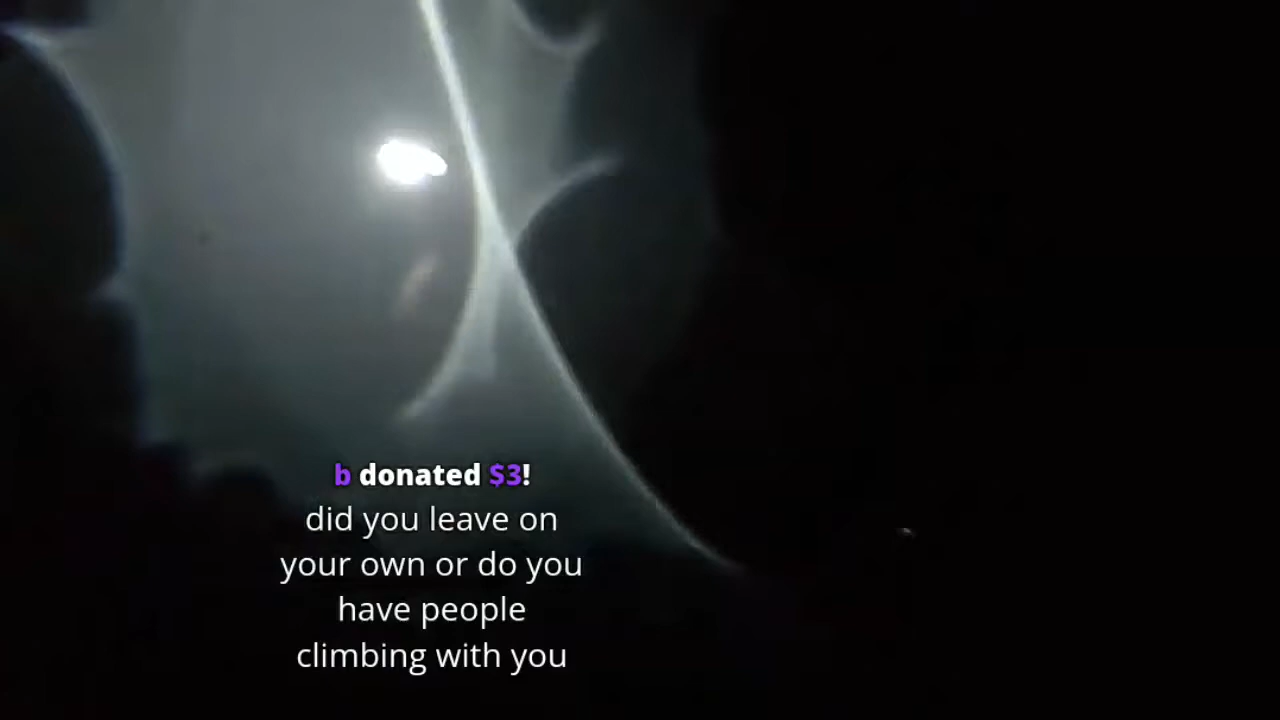 b donated $3!
did you leave on
your own or do you
have people
climbing with you